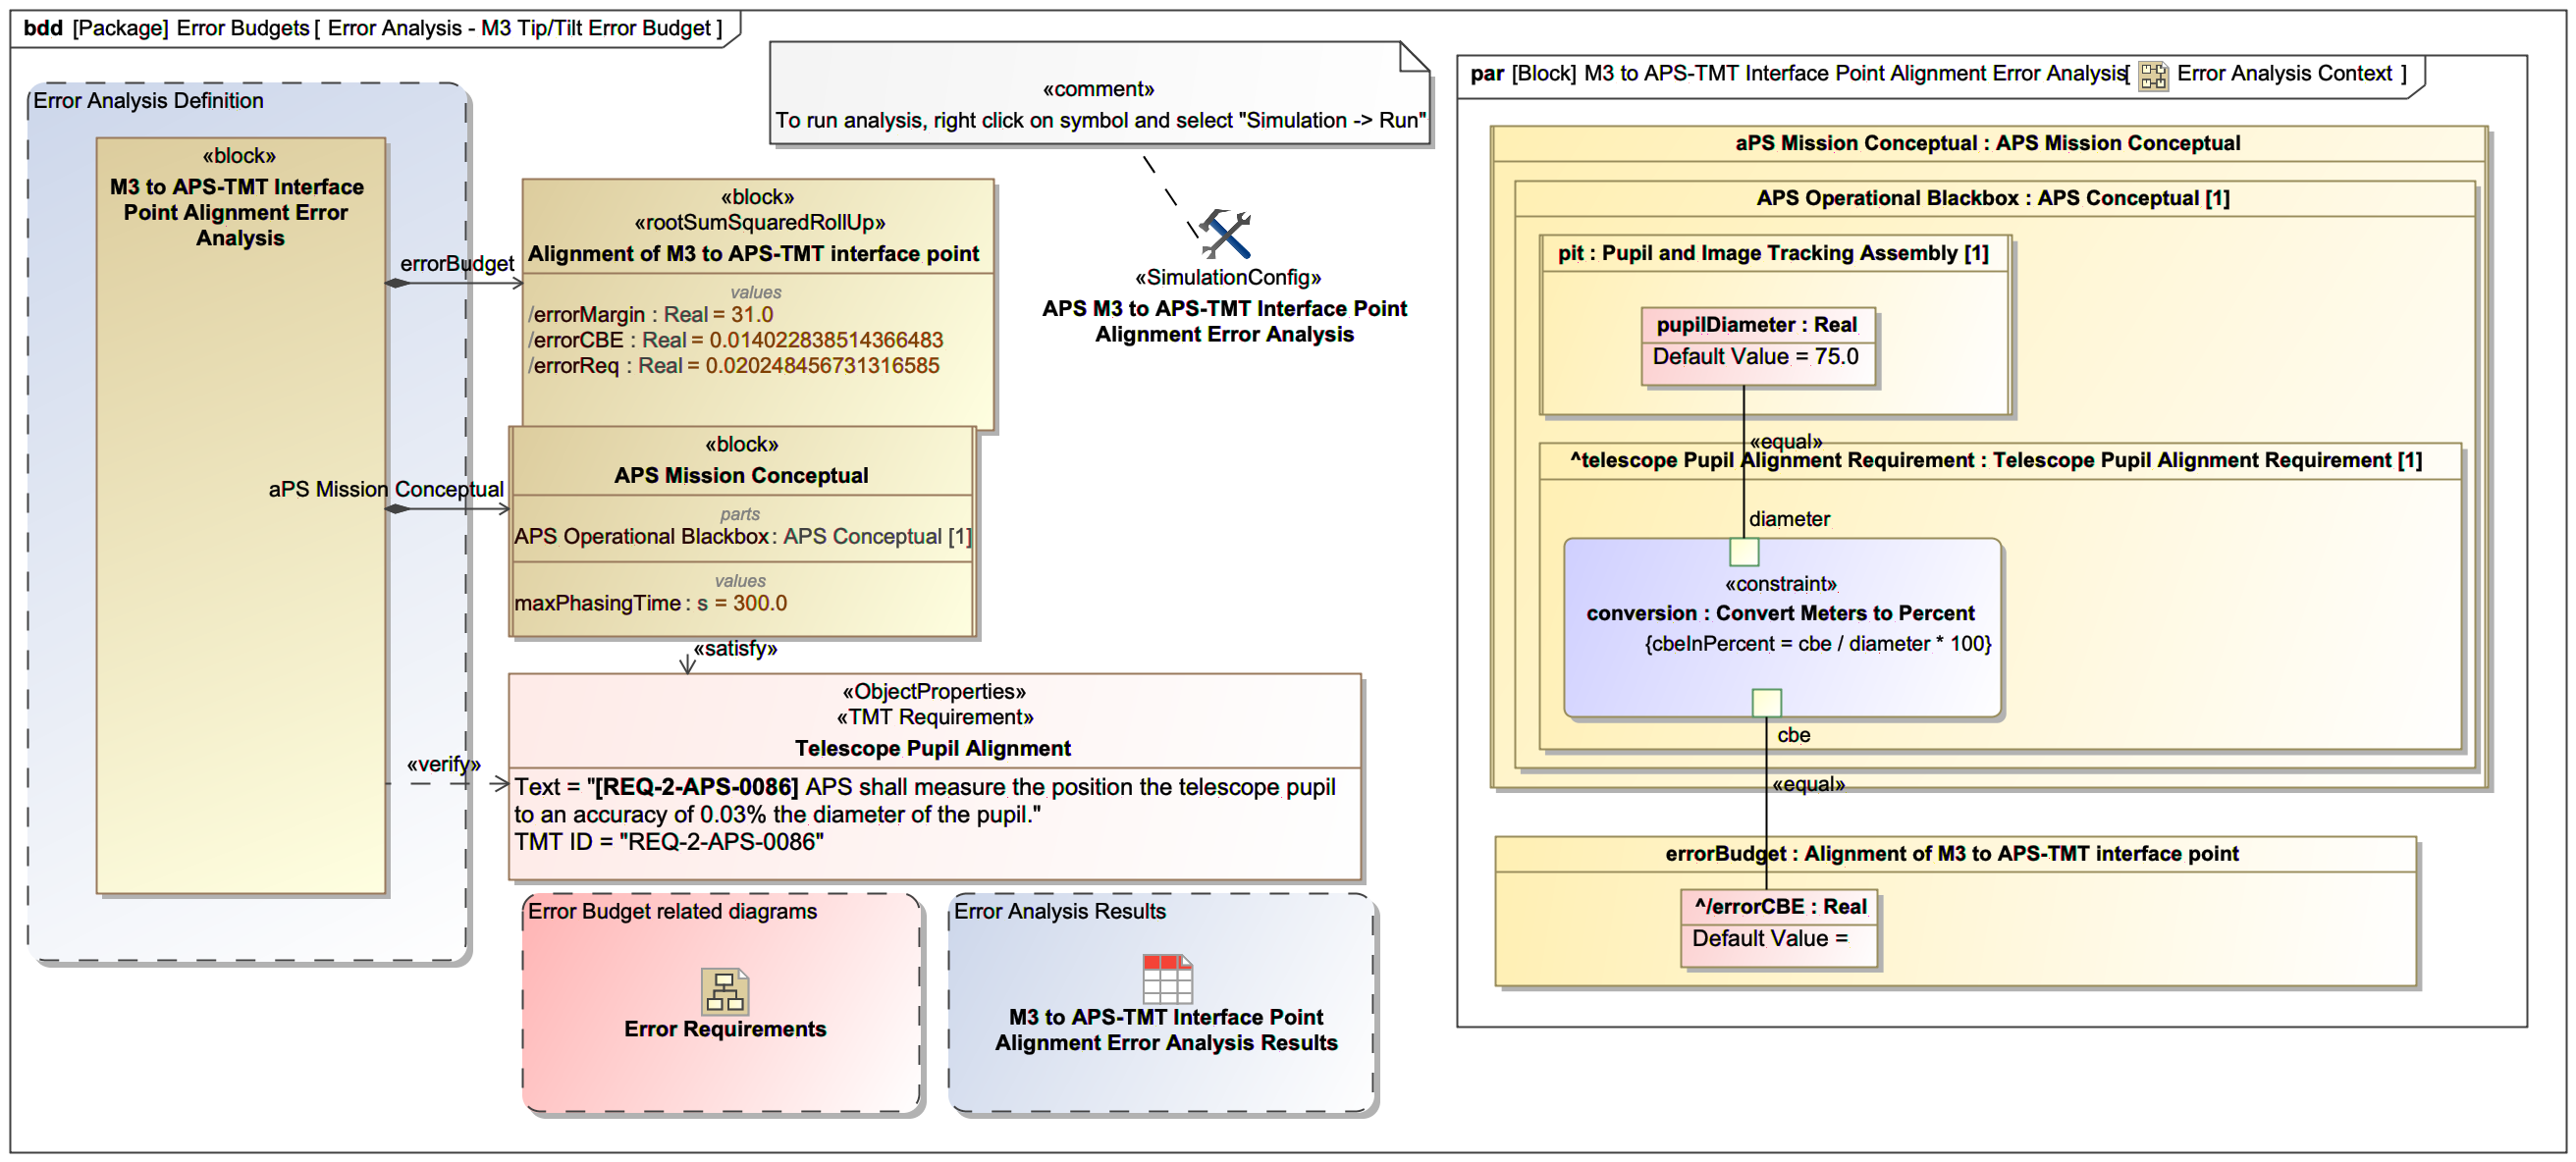 bdd [Package] Error Budgets [ Error Analysis - M3 Tip/Tilt Error Budget ]
Error Analysis Definition
«block»
M3 to APS-TMT Interface
Point Alignment Error
Analysis
errorBudget
aPS Mission Conceptual
«verify»
«comment»
To run analysis, right click on symbol and select "Simulation -> Run"
«block»
«rootSumSquaredRollUp»
Alignment of M3 to APS-TMT interface point
values
/errorMargin : Real = 31.0
/errorCBE : Real = 0.014022838514366483
/errorReq : Real = 0.020248456731316585
«SimulationConfig»
APS M3 to APS-TMT Interface Point
Alignment Error Analysis
«block»
APS Mission Conceptual
parts
APS Operational Blackbox : APS Conceptual [1]
values
maxPhasingTime : s = 300.0
«satisfy»
«ObjectProperties»
«TMT Requirement»
Telescope Pupil Alignment
Text = "[REQ-2-APS-0086] APS shall measure the position the telescope pupil
to an accuracy of 0.03% the diameter of the pupil."
TMT ID = "REQ-2-APS-0086"
Error Budget related diagrams
Error Requirements
Error Analysis Results
M3 to APS-TMT Interface Point
Alignment Error Analysis Results
par [Block] M3 to APS-TMT Interface Point Alignment Error Analysis[ Error Analysis Context ]
aPS Mission Conceptual : APS Mission Conceptual
APS Operational Blackbox : APS Conceptual [1]
pit : Pupil and Image Tracking Assembly [1]
pupilDiameter : Real
Default Value = 75.0
«equal»
^telescope Pupil Alignment Requirement : Telescope Pupil Alignment Requirement [1]
diameter
«constraint»
conversion : Convert Meters to Percent
{cbeInPercent = cbe / diameter * 100}
cbe
«equal»
errorBudget : Alignment of M3 to APS-TMT interface point
^/errorCBE : Real
Default Value =